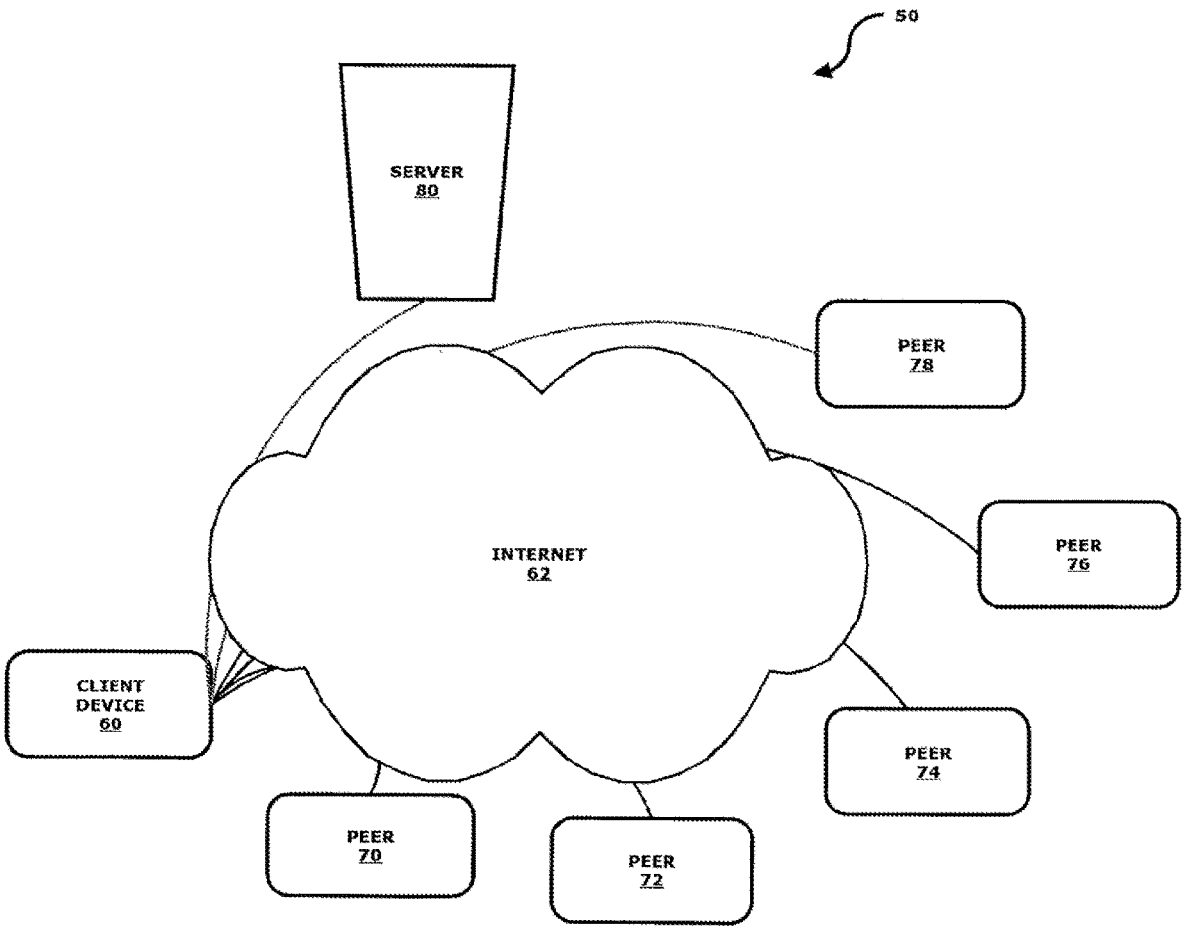 50
SERVER
80
PEER
78
PEER
76
INTERNET
62
CLIENT
DEVICE
60
PEER
74
PEER
70
PEER
72